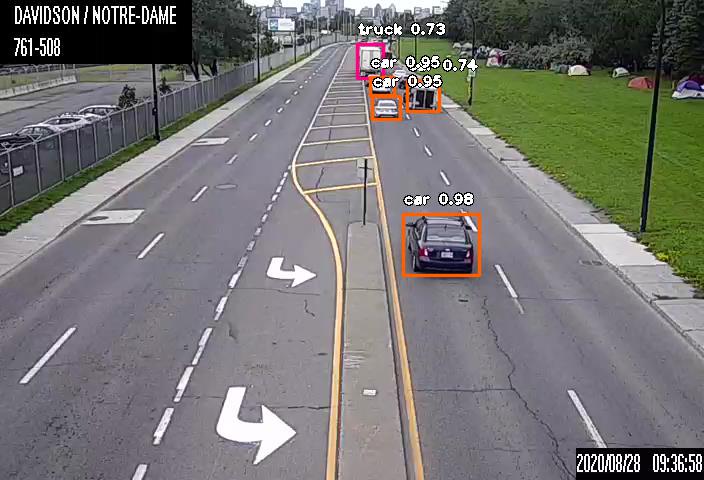 DAVIDSON / NOTRE-DAME
761-508
truck 0.73
car 0.95
0.74
car 0.95
car 0.98
2020/08/28 09:36:58